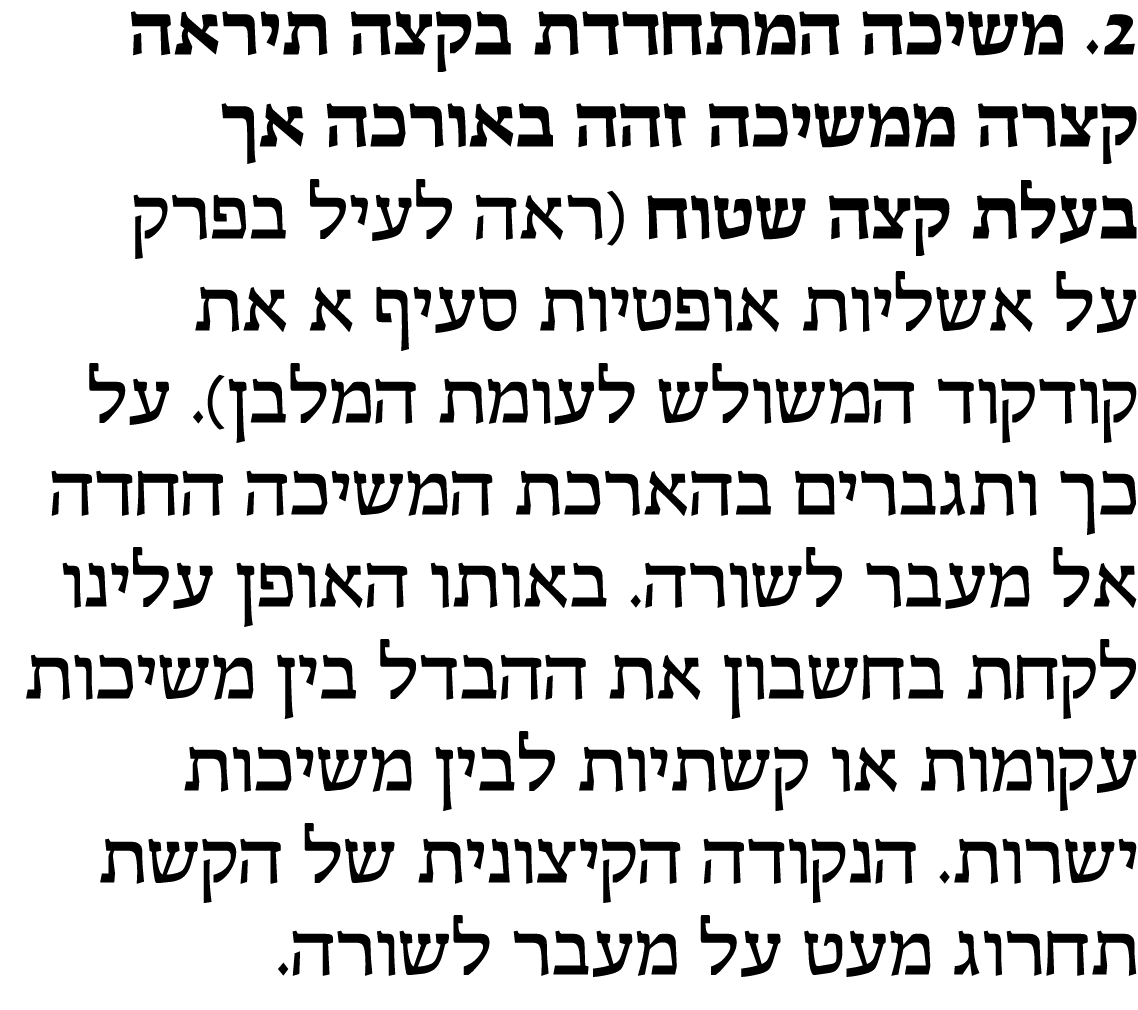 2. משיכה המתחדדת בקצה תיראה
קצרה ממשיכה זהה באורכה אך
בעלת קצה שטוח (ראה לעיל בפרק
על אשליות אופטיות סעיף א את
קודקוד המשולש לעומת המלבן). על
כך ותגברים בהארכת המשיכה החדה
אל מעבר לשורה. באותו האופן עלינו
לקחת בחשבון את ההבדל בין משיכות
עקומות או קשתיות לבין משיכות
ישרות. הנקודה הקיצונית של הקשת
תחרוג מעט על מעבר לשורה.